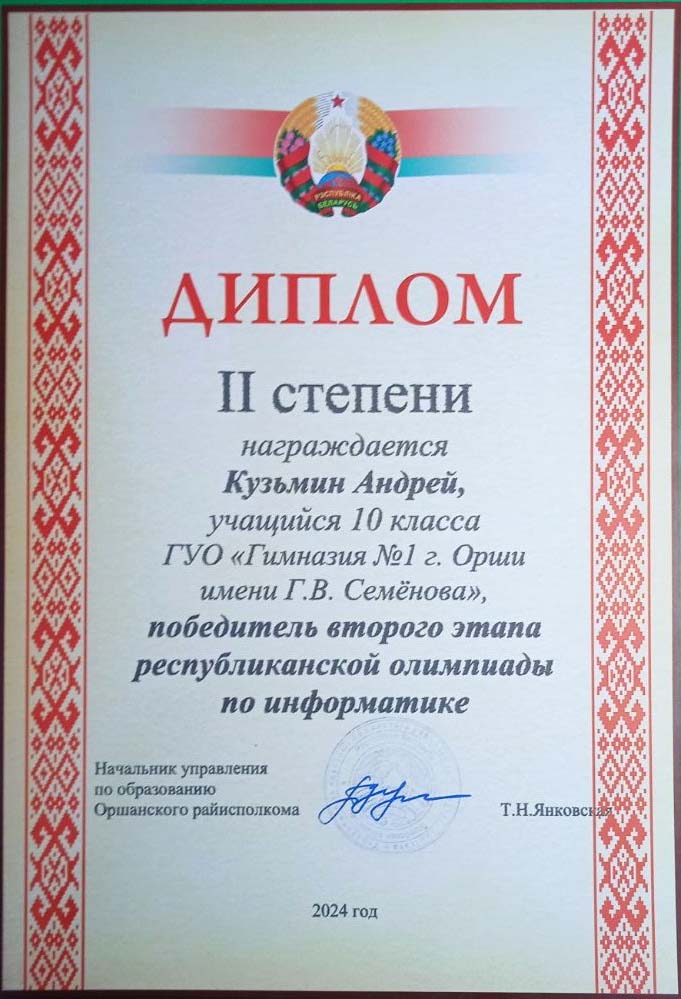 РЭСПУБЛІКА
БЕЛАРУСЬ
ДИПЛОМ
II степени
награждается
Кузьмин Андрей,
учащийся 10 класса
ГУО «Гимназия №1 г. Орши
имени Г.В. Семёнова»,
победитель второго этапа
республиканской олимпиады
по информатике
Начальник управления
по образованию
Оршанского райисполкома
Т.Н.Янковская
2024 год